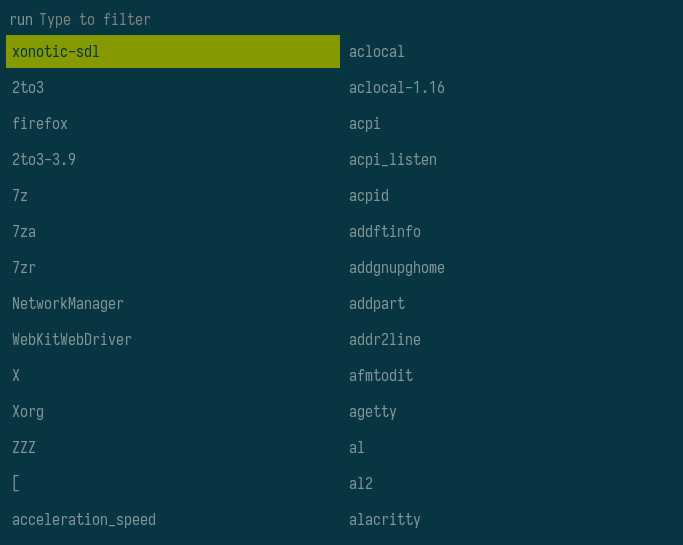 run Type to filter
xonotic-sdl
2to3
firefox
2to3-3.9
7z
7za
7zr
NetworkManager
WebKitWebDriver
X
Xorg
ZZZ
[
acceleration_speed
aclocal
aclocal-1.16
acpi
acpi_listen
acpid
addftinfo
addgnupghome
addpart
addr2line
afmtodit
agetty
al
al2
alacritty